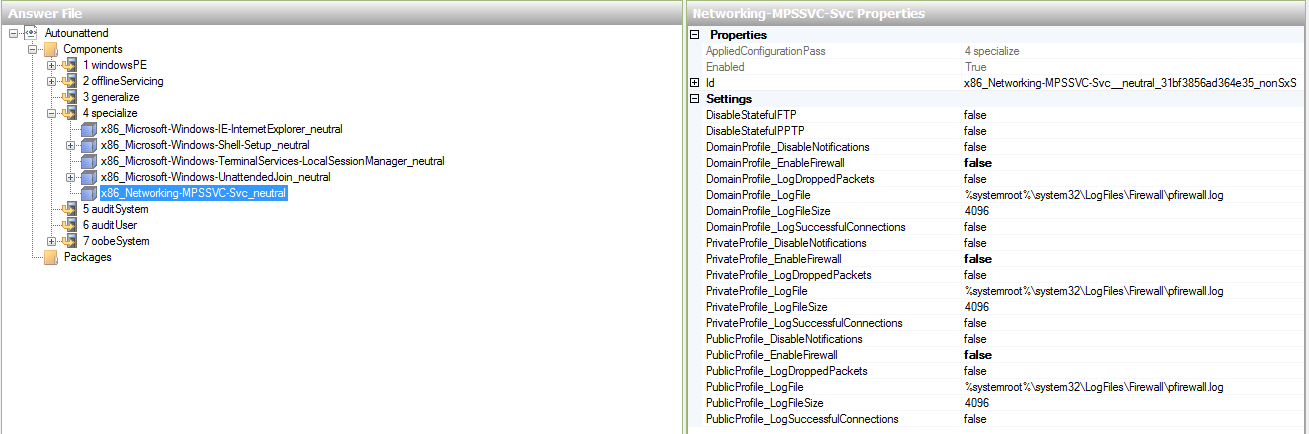 Answer File
Autounattend
Components
1 windowsPE
2 offlineServicing
3 generalize
4 specialize
x86_Microsoft-Windows-IE-InternetExplorer_neutral
x86_Microsoft-Windows-Shell-Setup_neutral
x86_Microsoft-Windows-TerminalServices-LocalSessionManager_neutral
x86_Microsoft-Windows-UnattendedJoin_neutral
x86_Networking-MPSSVC-Svc_neutral
5 auditSystem
6 auditUser
7 oobeSystem
Packages
Networking-MPSSVC-Svc Properties
Properties
AppliedConfigurationPass 4 specialize
Enabled True
Id x86_Networking-MPSSVC-Svc__neutral_31bf3856ad364e35_nonSxS
Settings
DisableStatefulFTP false
DisableStatefulPPTP false
DomainProfile_DisableNotifications false
DomainProfile_EnableFirewall false
DomainProfile_LogDroppedPackets false
DomainProfile_LogFile %systemroot%\system32\LogFiles\Firewall\pfirewall.log
DomainProfile_LogFileSize 4096
DomainProfile_LogSuccessfulConnections false
PrivateProfile_DisableNotifications false
PrivateProfile_EnableFirewall false
PrivateProfile_LogDroppedPackets false
PrivateProfile_LogFile %systemroot%\system32\LogFiles\Firewall\pfirewall.log
PrivateProfile_LogFileSize 4096
PrivateProfile_LogSuccessfulConnections false
PublicProfile_DisableNotifications false
PublicProfile_EnableFirewall false
PublicProfile_LogDroppedPackets false
PublicProfile_LogFile %systemroot%\system32\LogFiles\Firewall\pfirewall.log
PublicProfile_LogFileSize 4096
PublicProfile_LogSuccessfulConnections false